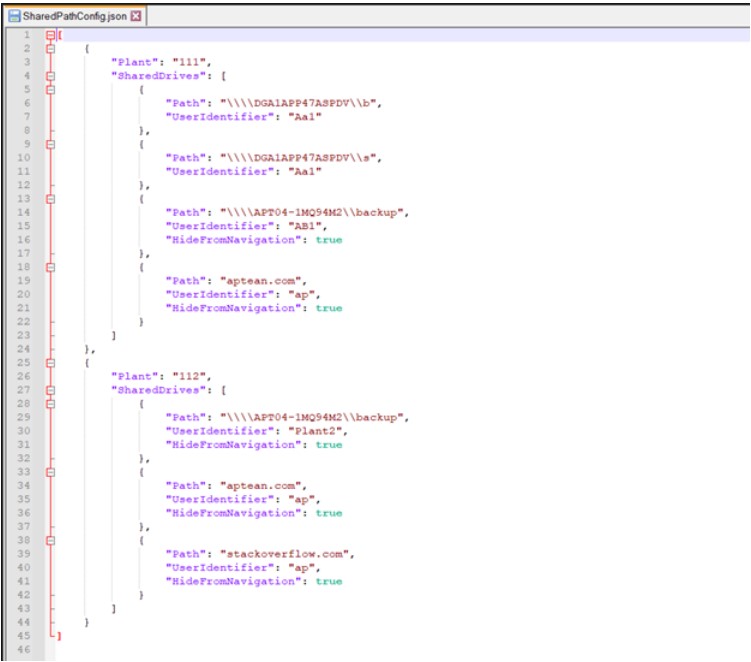 SharedPathConfig.json
1 [
2 {
3 "Plant": "111",
4 "SharedDrives": [
5 {
6 "Path": "\\\\DGA1APP47ASPDV\\b",
7 "UserIdentifier": "Aa1"
8 },
9 {
10 "Path": "\\\\DGA1APP47ASPDV\\s",
11 "UserIdentifier": "Aa1"
12 },
13 {
14 "Path": "\\\\APT04-1MQ94M2\\backup",
15 "UserIdentifier": "AB1",
16 "HideFromNavigation": true
17 },
18 {
19 "Path": "aptean.com",
20 "UserIdentifier": "ap",
21 "HideFromNavigation": true
22 }
23 ]
24 },
25 {
26 "Plant": "112",
27 "SharedDrives": [
28 {
29 "Path": "\\\\APT04-1MQ94M2\\backup",
30 "UserIdentifier": "Plant2",
31 "HideFromNavigation": true
32 },
33 {
34 "Path": "aptean.com",
35 "UserIdentifier": "ap",
36 "HideFromNavigation": true
37 },
38 {
39 "Path": "stackoverflow.com",
40 "UserIdentifier": "ap",
41 "HideFromNavigation": true
42 }
43 ]
44 }
45 ]
46